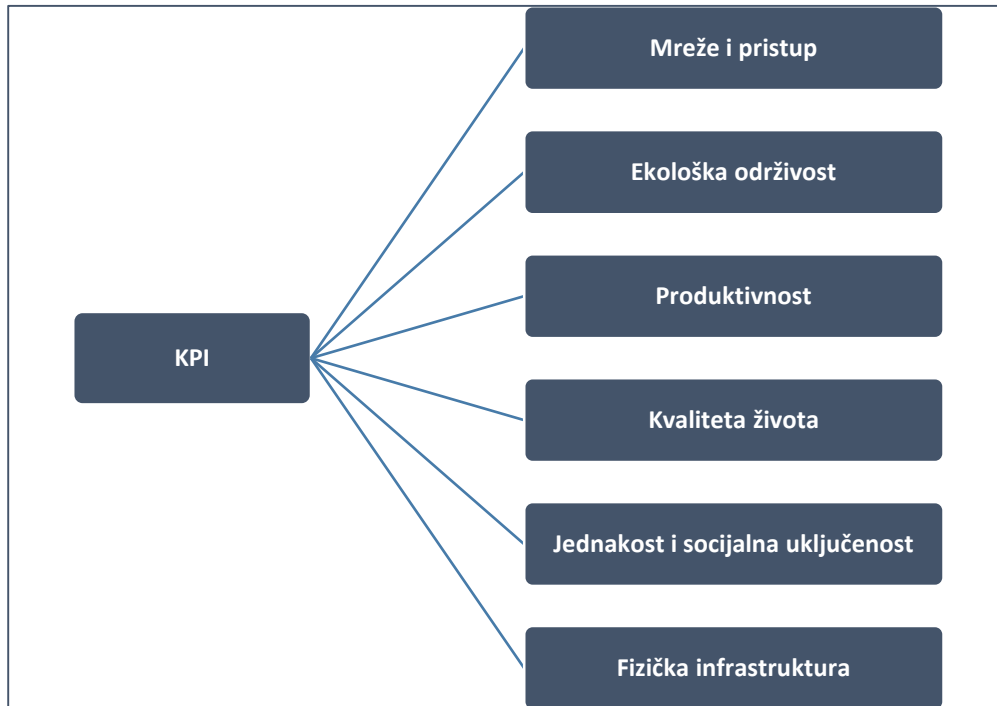 Mreže i pristup
Ekološka održivost
Produktivnost
KPI
Kvaliteta života
Jednakost i socijalna uključenost
Fizička infrastruktura